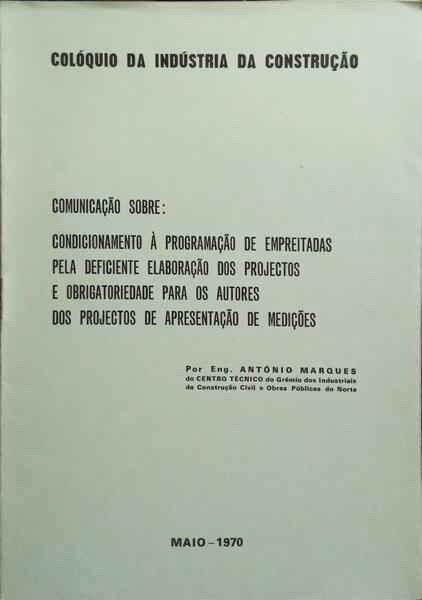 COLÓQUIO DA INDÚSTRIA DA CONSTRUÇÃO
COMUNICAÇÃO SOBRE:
CONDICIONAMENTO À PROGRAMAÇÃO DE EMPREITADAS
PELA DEFICIENTE ELABORAÇÃO DOS PROJECTOS
E OBRIGATORIEDADE PARA OS AUTORES
DOS PROJECTOS DE APRESENTAÇÃO DE MEDIÇÕES
Por Eng. ANTÓNIO MARQUES
do CENTRO TÉCNICO do Grémio dos Industriais
da Construção Civil e Obras Públicas do Norte
MAIO – 1970